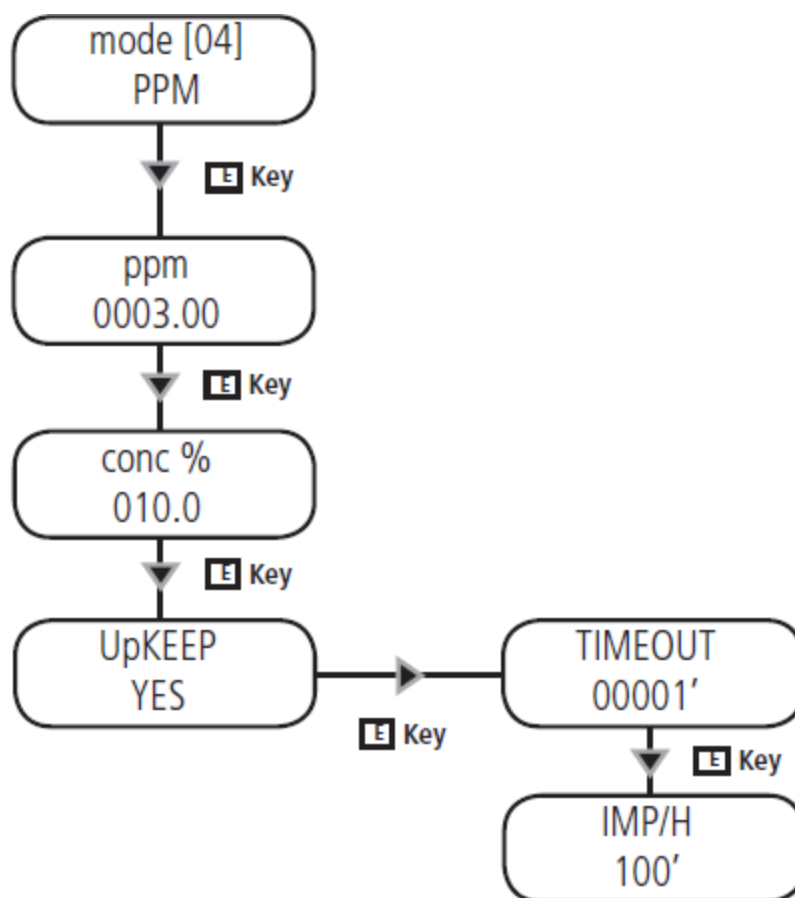 mode [04]
PPM
E Key
ppm
0003.00
E Key
conc %
010.0
E Key
UpKEEP
YES
E Key
TIMEOUT
00001’
E Key
IMP/H
100’